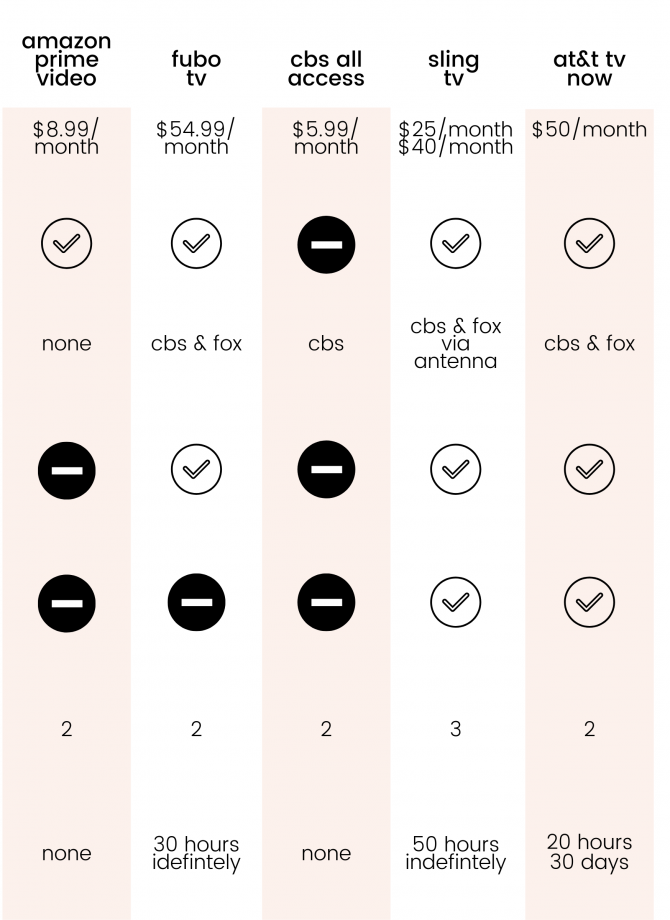 amazon prime video
fubo tv
cbs all access
sling tv
at&t tv now
$8.99/ month
$54.99/ month
$5.99/ month
$25/month
$40/month
$50/month
none
cbs & fox
cbs
cbs & fox via antenna
cbs & fox
2
2
2
3
2
none
30 hours idefintely
none
50 hours indefintely
20 hours 30 days